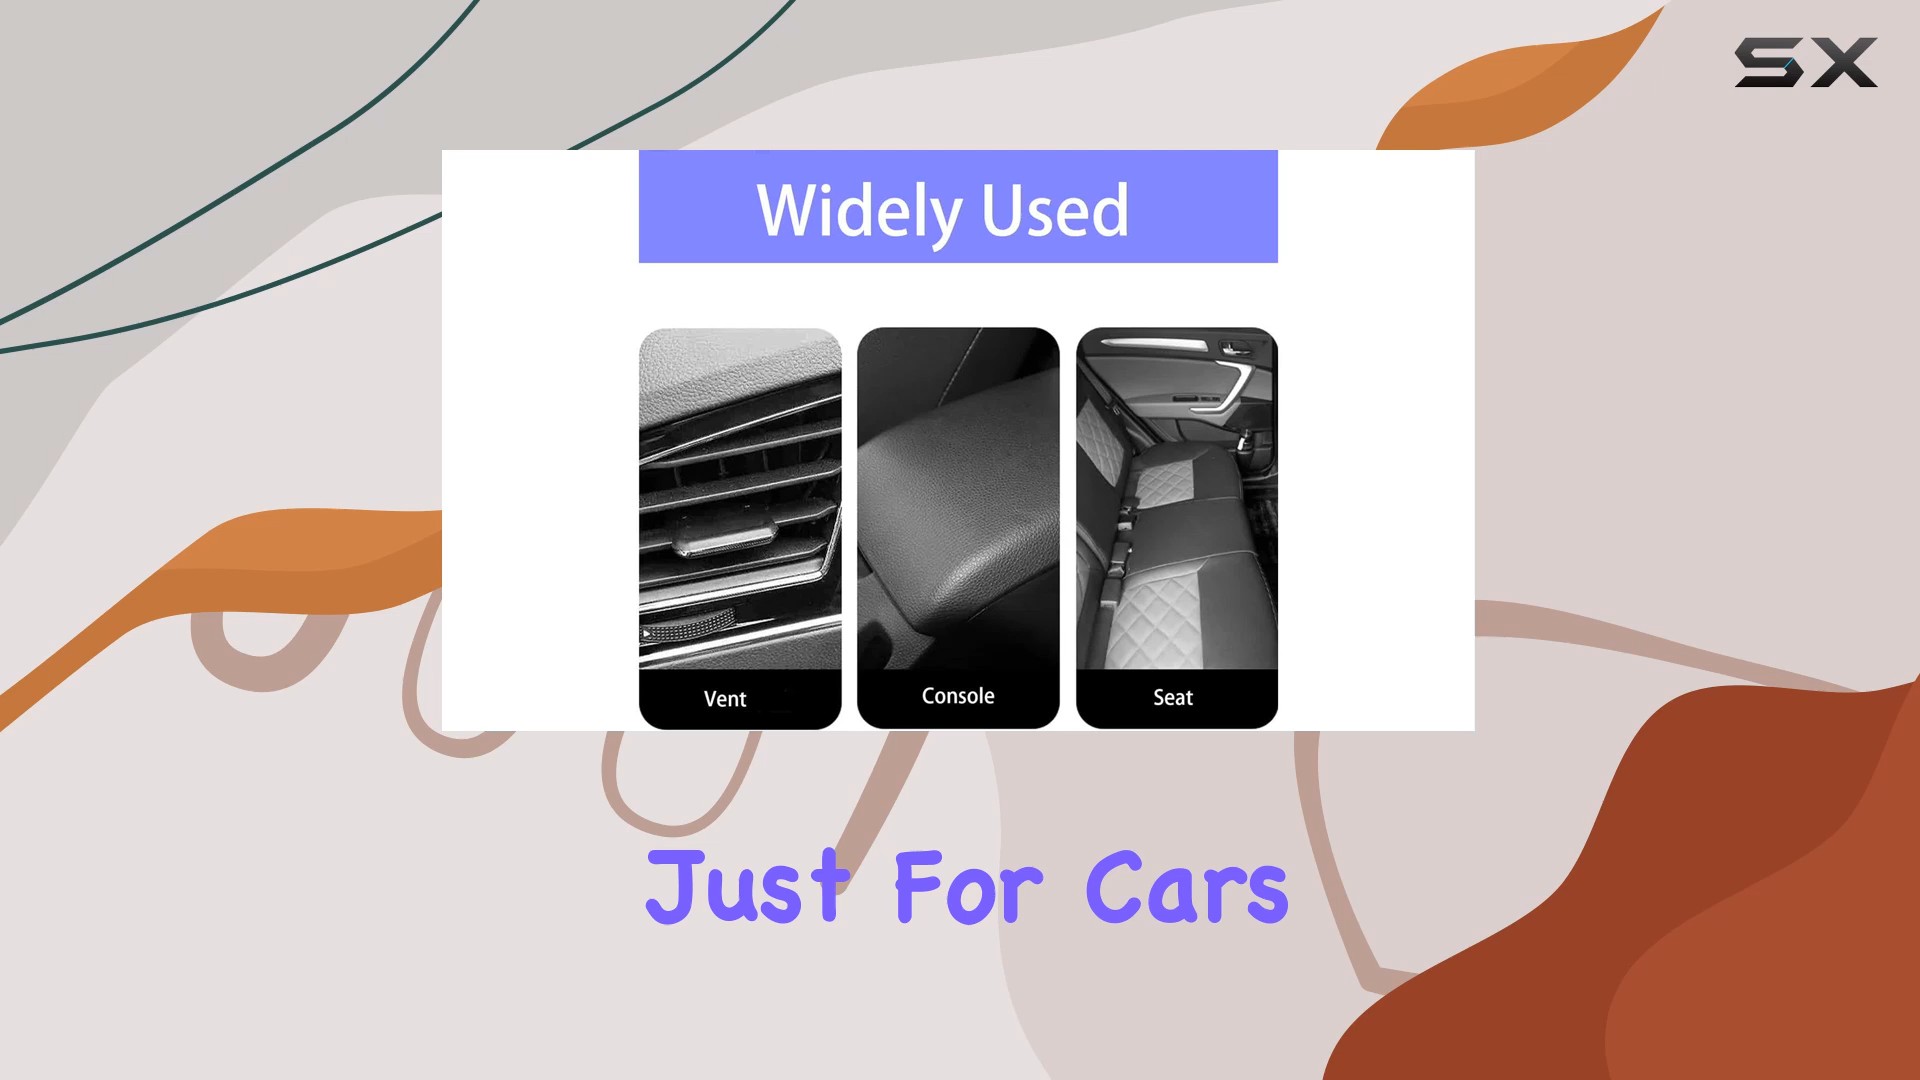 SX
Widely Used
Vent
Console
Seat
Just For Cars